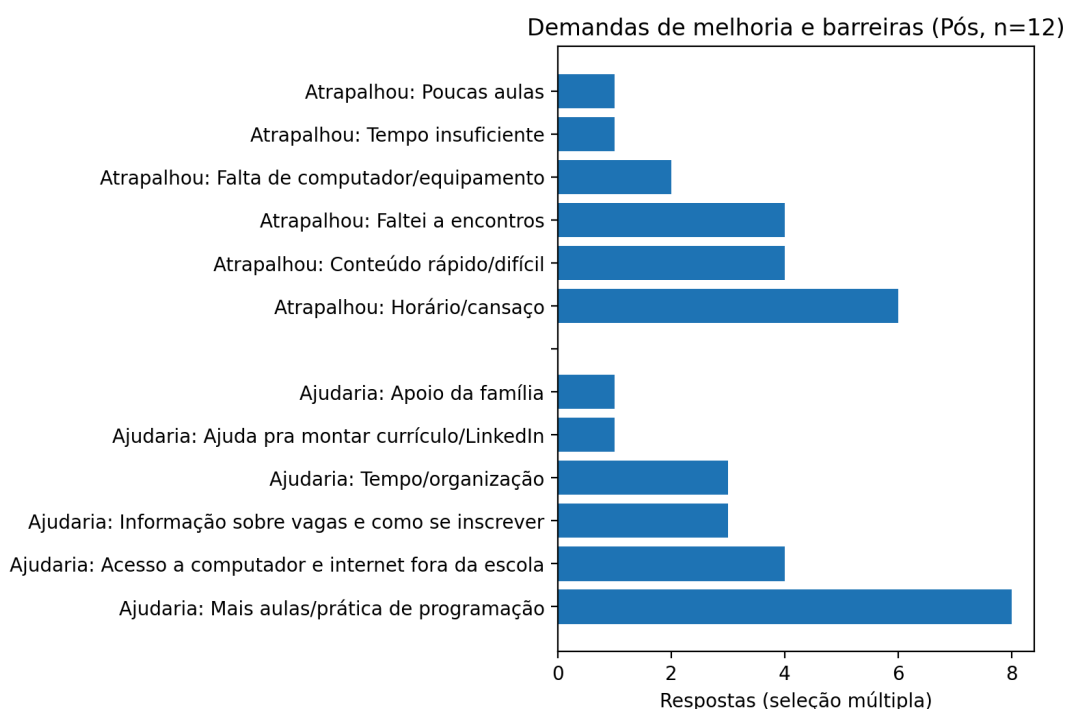 Demandas de melhoria e barreiras (Pós, n=12)
Atrapalhou: Poucas aulas
Atrapalhou: Tempo insuficiente
Atrapalhou: Falta de computador/equipamento
Atrapalhou: Faltei a encontros
Atrapalhou: Conteúdo rápido/difícil
Atrapalhou: Horário/cansaço
Ajudaria: Apoio da família
Ajudaria: Ajuda pra montar currículo/LinkedIn
Ajudaria: Tempo/organização
Ajudaria: Informação sobre vagas e como se inscrever
Ajudaria: Acesso a computador e internet fora da escola
Ajudaria: Mais aulas/prática de programação
0 2 4 6 8
Respostas (seleção múltipla)